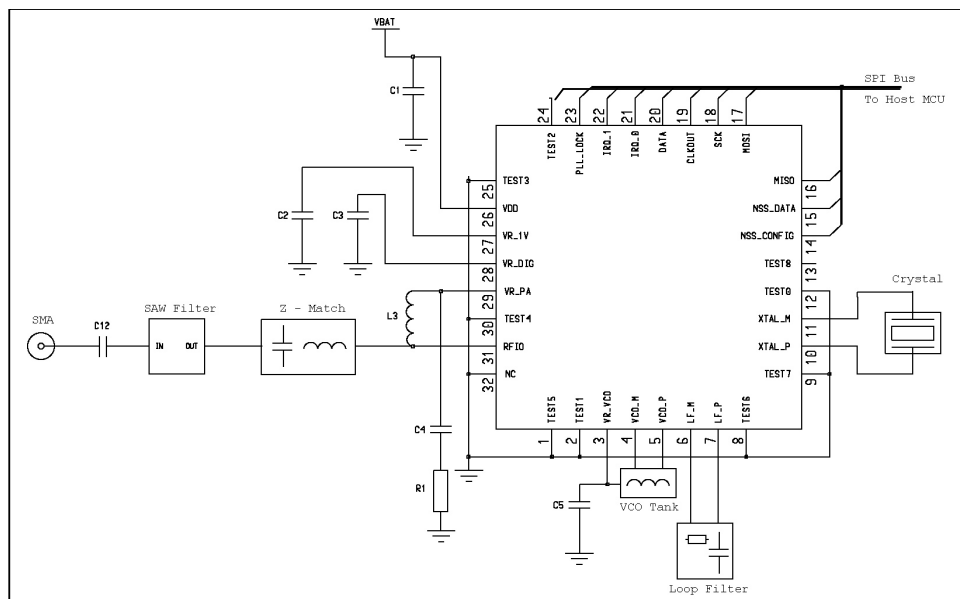 VBAT
C1
SPI Bus
To Host MCU
24 23 22 21 20 19 18 17
TEST2 PLL_LOCK IRQ_1 IRQ_0 DATA CLKOUT SCK MOSI
25 TEST3
26 VDD
27 VR_1V
28 VR_DIG
29 VR_PA
30 TEST4
31 RFIO
32 NC
MISO 16
NSS_DATA 15
NSS_CONFIG 14
TEST8 13
TEST0 12
XTAL_M 11
XTAL_P 10
TEST7 9
C2
C3
Crystal
SMA
C12
SAW Filter
IN OUT
Z - Match
L3
TEST5 TEST1 VR_VCO VCO_M VCO_P LF_M LF_P TEST6
1 2 3 4 5 6 7 8
C4
R1
C5
VCO Tank
Loop Filter